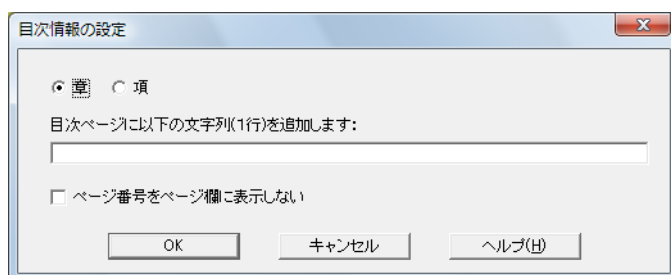 目次情報の設定
章 項
目次ページに以下の文字列(1行)を追加します:
ページ番号をページ欄に表示しない
OK キャンセル ヘルプ(H)